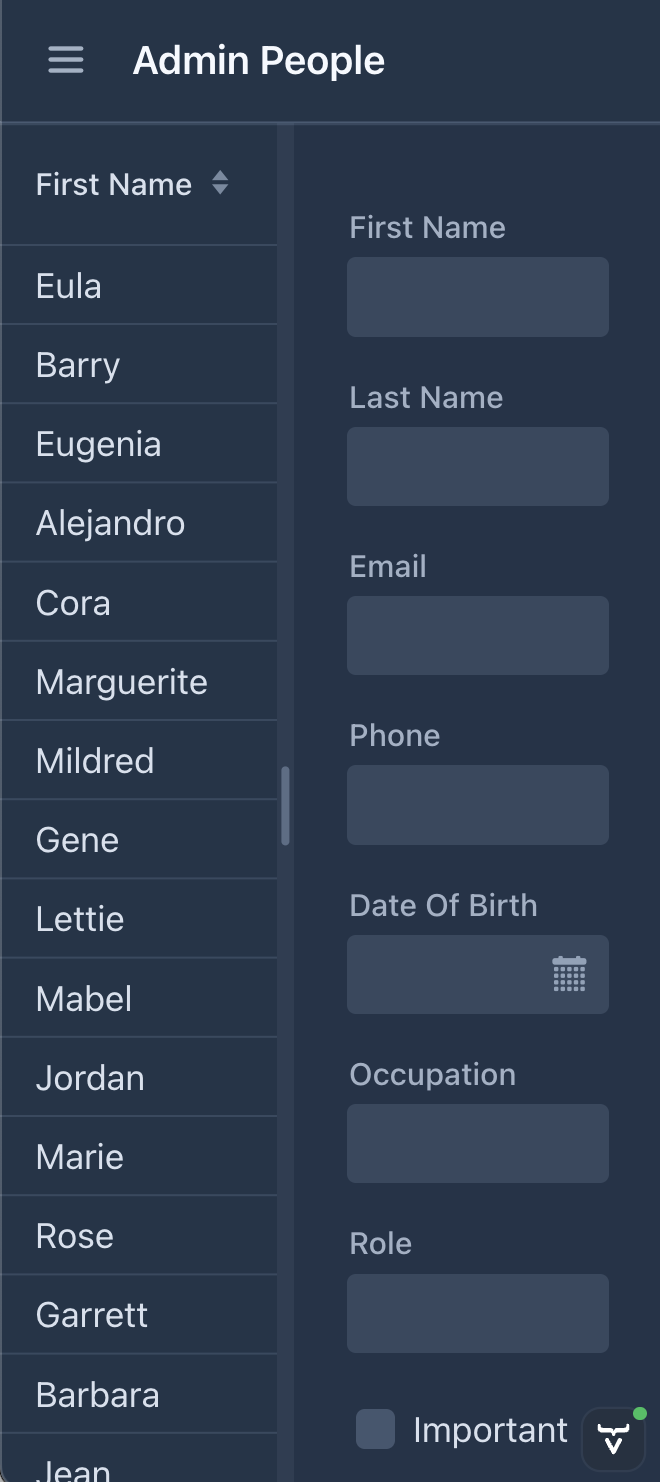 Admin People
First Name
Eula
Barry
Eugenia
Alejandro
Cora
Marguerite
Mildred
Gene
Lettie
Mabel
Jordan
Marie
Rose
Garrett
Barbara
Jean
First Name
Last Name
Email
Phone
Date Of Birth
Occupation
Role
Important